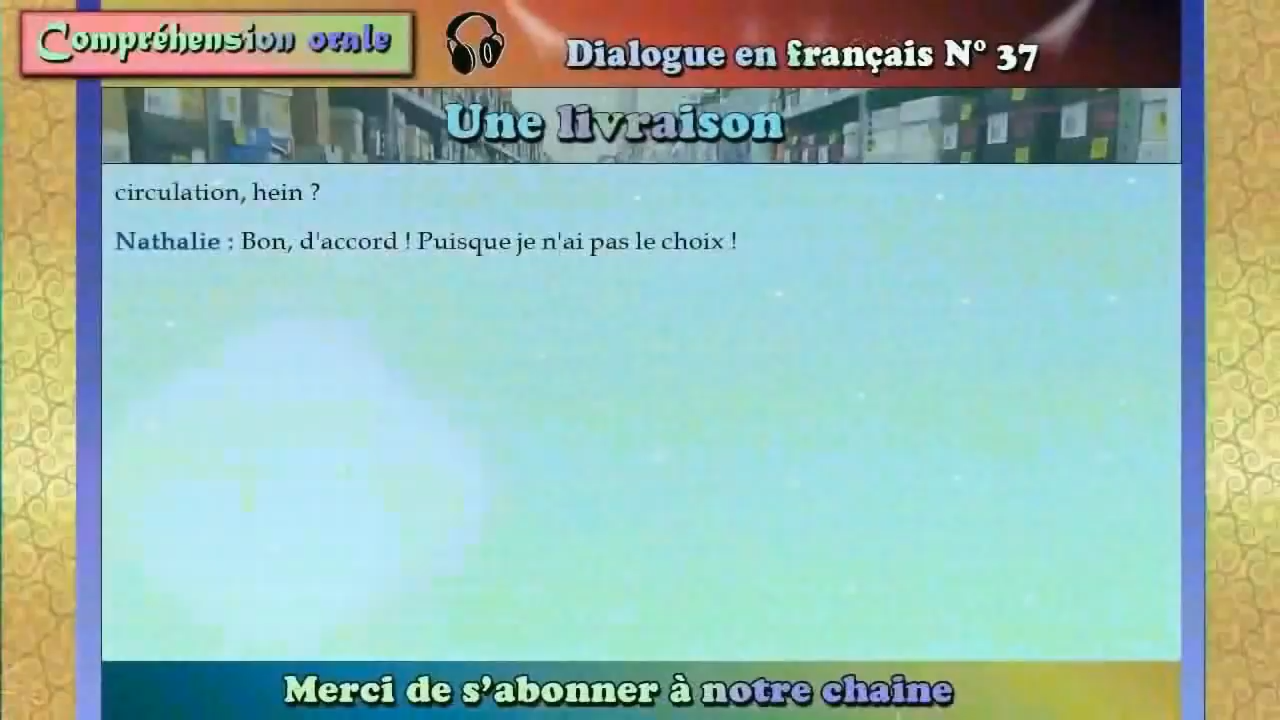 Compréhension orale
Dialogue en français N° 37
Une livraison
circulation, hein ?
Nathalie : Bon, d'accord ! Puisque je n'ai pas le choix !
Merci de s’abonner à notre chaine